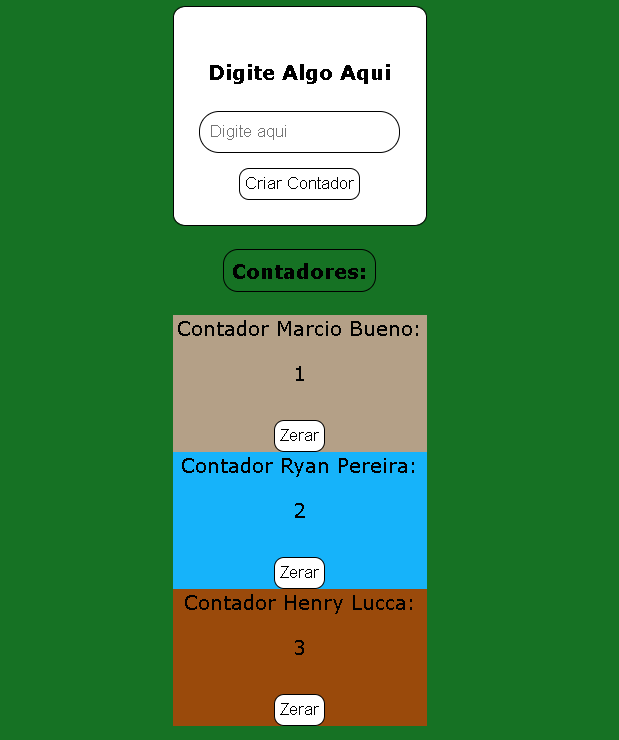 Digite Algo Aqui
Digite aqui
Criar Contador
Contadores:
Contador Marcio Bueno:
1
Zerar
Contador Ryan Pereira:
2
Zerar
Contador Henry Lucca:
3
Zerar